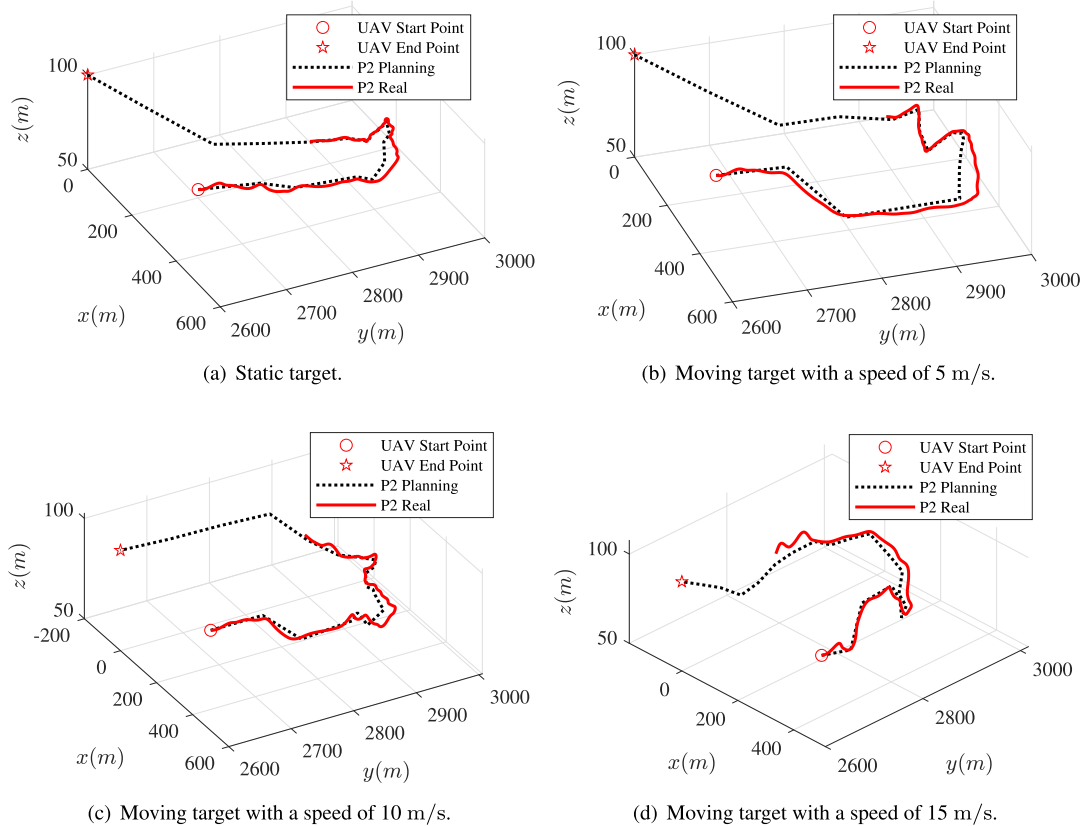 UAV Start Point
UAV End Point
P2 Planning
P2 Real
100
50
z(m)
0
200
400
600
x(m)
2600
2700
2800
2900
3000
y(m)
(a) Static target.
UAV Start Point
UAV End Point
P2 Planning
P2 Real
100
50
z(m)
0
200
400
600
x(m)
2600
2700
2800
2900
3000
y(m)
(b) Moving target with a speed of 5 m/s.
UAV Start Point
UAV End Point
P2 Planning
P2 Real
100
50
z(m)
-200
0
200
400
600
x(m)
2600
2700
2800
2900
3000
y(m)
(c) Moving target with a speed of 10 m/s.
UAV Start Point
UAV End Point
P2 Planning
P2 Real
100
50
z(m)
0
200
400
x(m)
2600
2800
3000
y(m)
(d) Moving target with a speed of 15 m/s.